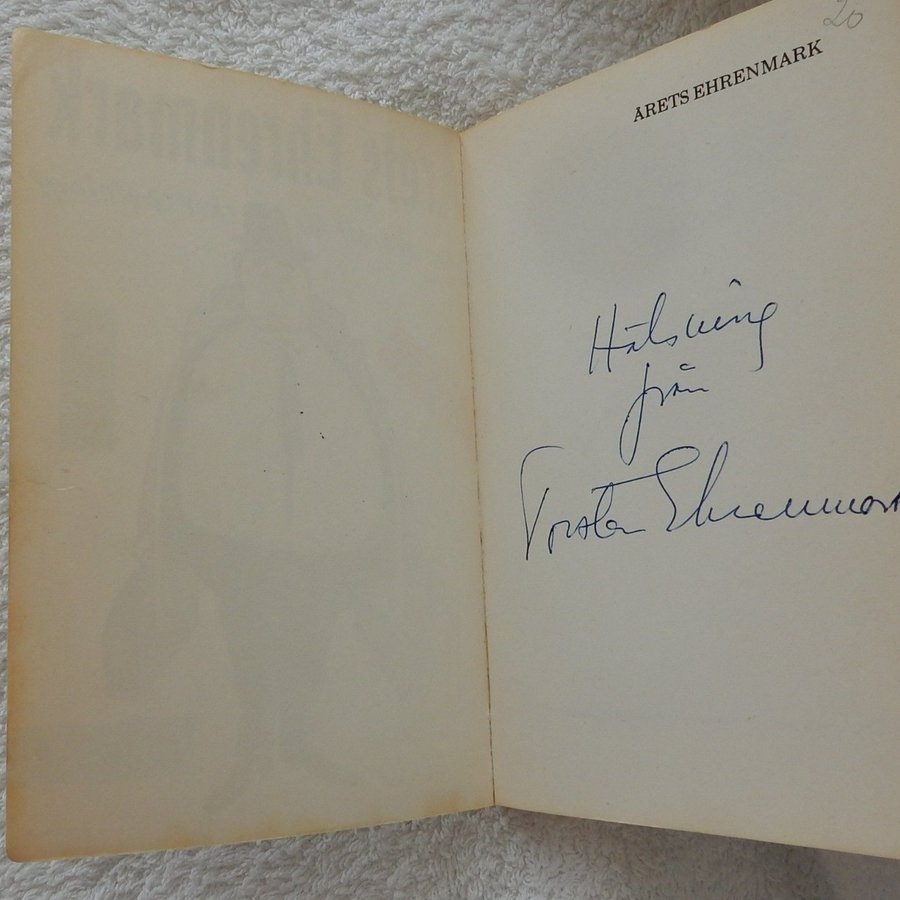 20
ÅRETS EHRENMARK
Hälsning
från
Torsten Ehrenmark